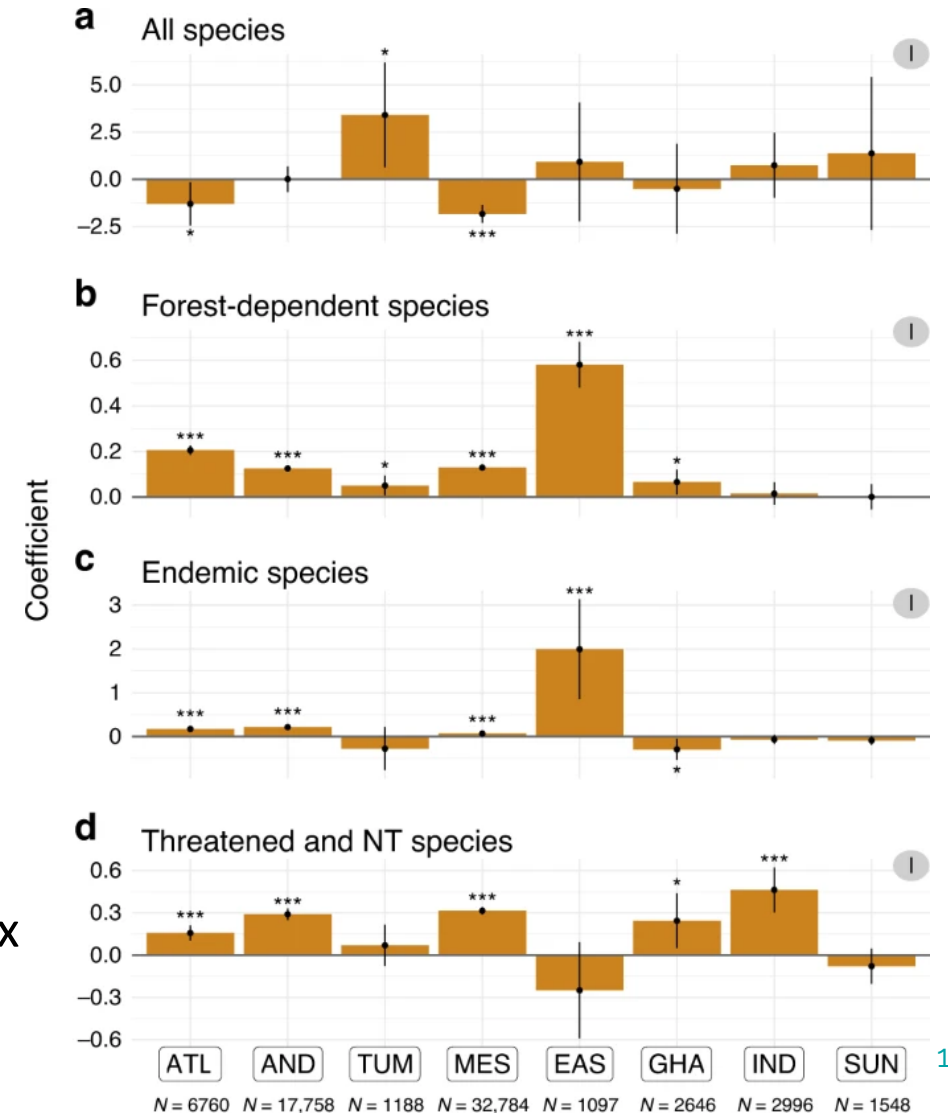 a
All species
I
*
5.0
2.5
0.0
−2.5
*
***
b
Forest-dependent species
I
***
0.6
0.4
0.2
0.0
***
***
*
***
*
Coefficient
c
Endemic species
I
***
3
2
1
0
***
***
***
*
d
Threatened and NT species
I
***
0.6
0.3
0.0
−0.3
−0.6
***
***
***
*
x
ATL AND TUM MES EAS GHA IND SUN
1
N = 6760 N = 17,758 N = 1188 N = 32,784 N = 1097 N = 2646 N = 2996 N = 1548